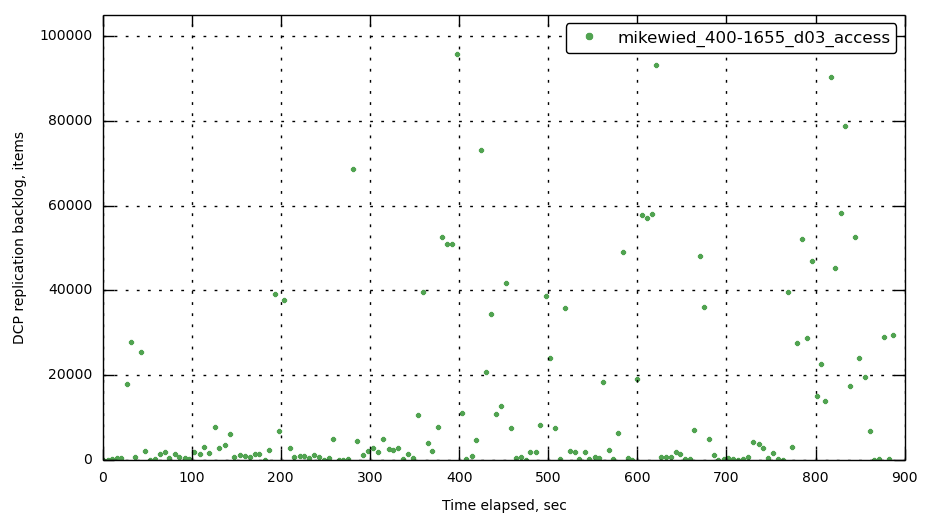 mikewied_400-1655_d03_access
100000
80000
60000
40000
20000
0
DCP replication backlog, items
0 100 200 300 400 500 600 700 800 900
Time elapsed, sec